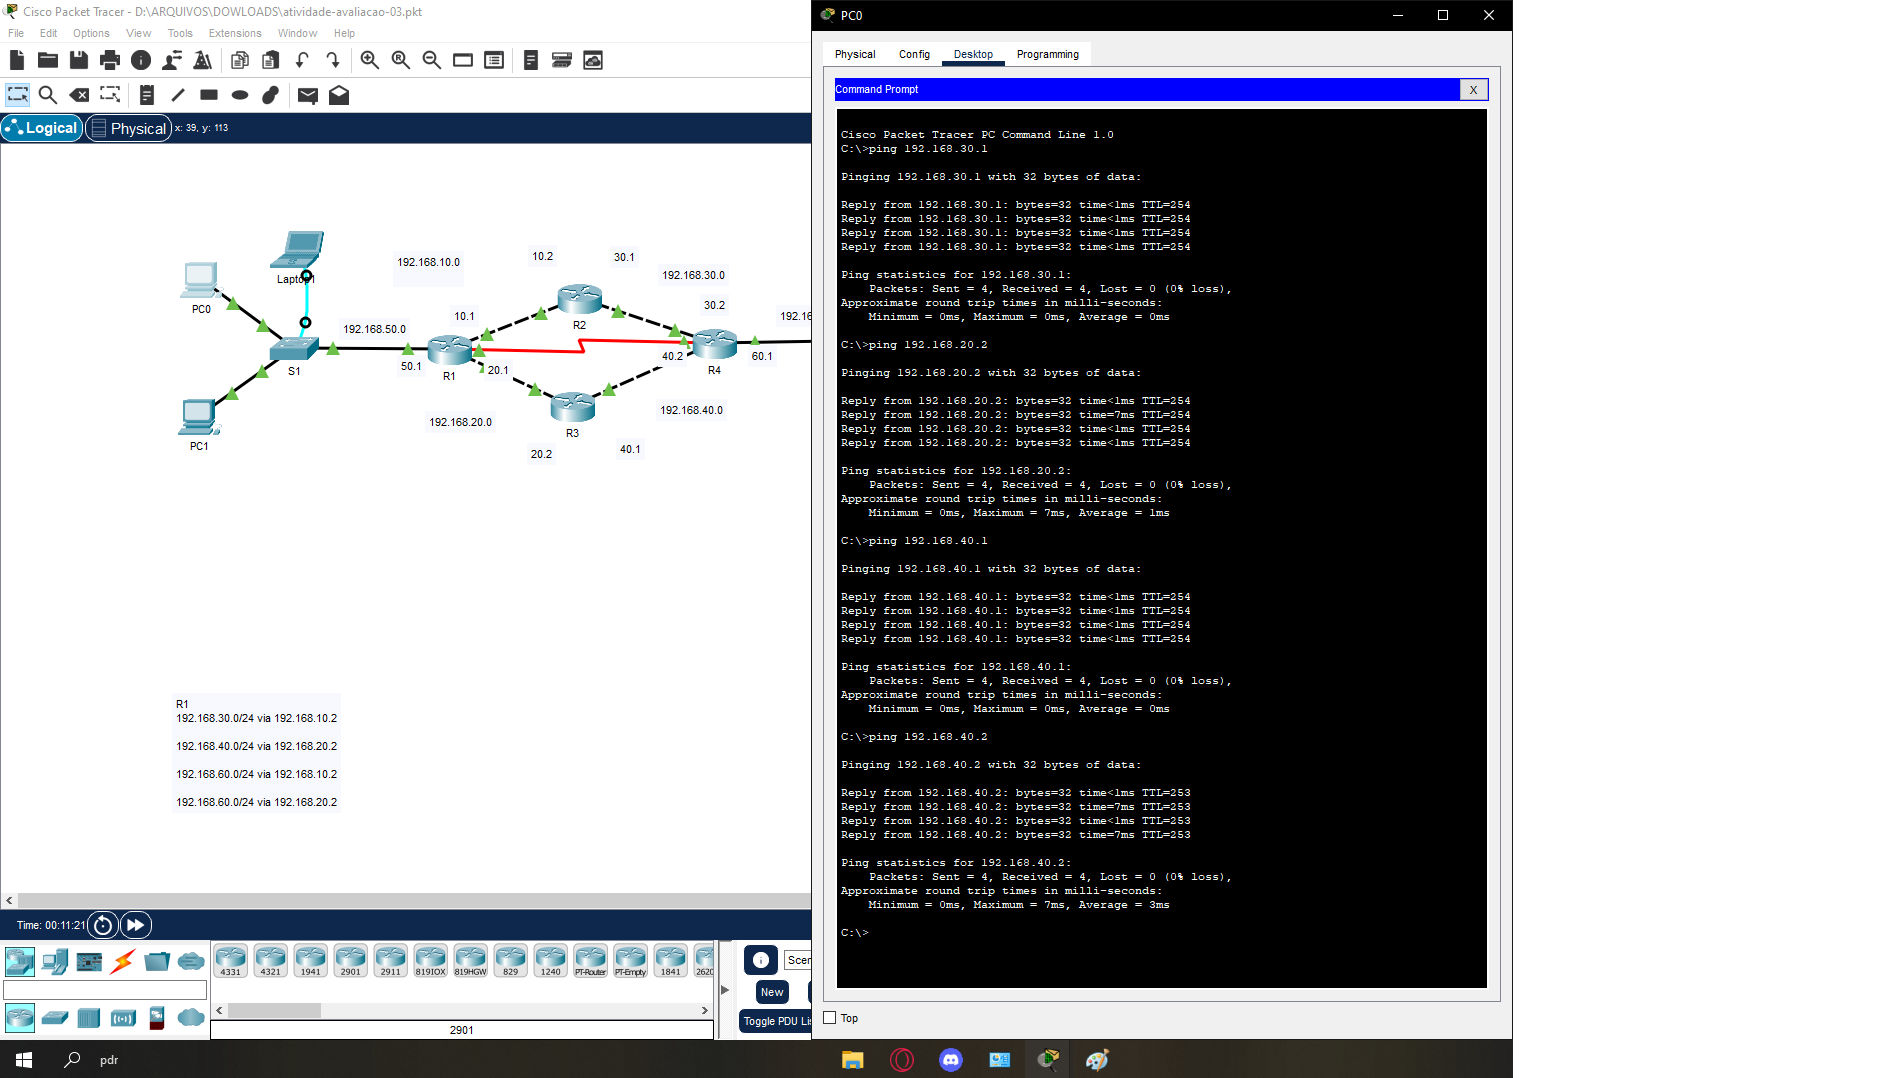 Cisco Packet Tracer - D:\ARQUIVOS\DOWLOADS\atividade-avaliacao-03.pkt
File Edit Options View Tools Extensions Window Help
Logical Physical x: 39, y: 113
Laptop1
PC0
S1
PC1
192.168.50.0
192.168.10.0
10.2
30.1
192.168.30.0
30.2
10.1
R2
192.16
50.1
R1
20.1
40.2
R4
60.1
192.168.20.0
R3
192.168.40.0
20.2
40.1
R1
192.168.30.0/24 via 192.168.10.2
192.168.40.0/24 via 192.168.20.2
192.168.60.0/24 via 192.168.10.2
192.168.60.0/24 via 192.168.20.2
Time: 00:11:21
4331 4321 1941 2901 2911 819IOX 819HGW 829 1240 PT-Router PT-Empty 1841 2620
2901
Scer
New
Toggle PDU Lis
PC0
Physical Config Desktop Programming
Command Prompt X
Cisco Packet Tracer PC Command Line 1.0
C:\>ping 192.168.30.1
Pinging 192.168.30.1 with 32 bytes of data:
Reply from 192.168.30.1: bytes=32 time<1ms TTL=254
Reply from 192.168.30.1: bytes=32 time<1ms TTL=254
Reply from 192.168.30.1: bytes=32 time<1ms TTL=254
Reply from 192.168.30.1: bytes=32 time<1ms TTL=254
Ping statistics for 192.168.30.1:
Packets: Sent = 4, Received = 4, Lost = 0 (0% loss),
Approximate round trip times in milli-seconds:
Minimum = 0ms, Maximum = 0ms, Average = 0ms
C:\>ping 192.168.20.2
Pinging 192.168.20.2 with 32 bytes of data:
Reply from 192.168.20.2: bytes=32 time<1ms TTL=254
Reply from 192.168.20.2: bytes=32 time=7ms TTL=254
Reply from 192.168.20.2: bytes=32 time<1ms TTL=254
Reply from 192.168.20.2: bytes=32 time<1ms TTL=254
Ping statistics for 192.168.20.2:
Packets: Sent = 4, Received = 4, Lost = 0 (0% loss),
Approximate round trip times in milli-seconds:
Minimum = 0ms, Maximum = 7ms, Average = 1ms
C:\>ping 192.168.40.1
Pinging 192.168.40.1 with 32 bytes of data:
Reply from 192.168.40.1: bytes=32 time<1ms TTL=254
Reply from 192.168.40.1: bytes=32 time<1ms TTL=254
Reply from 192.168.40.1: bytes=32 time<1ms TTL=254
Reply from 192.168.40.1: bytes=32 time<1ms TTL=254
Ping statistics for 192.168.40.1:
Packets: Sent = 4, Received = 4, Lost = 0 (0% loss),
Approximate round trip times in milli-seconds:
Minimum = 0ms, Maximum = 0ms, Average = 0ms
C:\>ping 192.168.40.2
Pinging 192.168.40.2 with 32 bytes of data:
Reply from 192.168.40.2: bytes=32 time<1ms TTL=253
Reply from 192.168.40.2: bytes=32 time=7ms TTL=253
Reply from 192.168.40.2: bytes=32 time<1ms TTL=253
Reply from 192.168.40.2: bytes=32 time=7ms TTL=253
Ping statistics for 192.168.40.2:
Packets: Sent = 4, Received = 4, Lost = 0 (0% loss),
Approximate round trip times in milli-seconds:
Minimum = 0ms, Maximum = 7ms, Average = 3ms
C:\>
Top
pdr